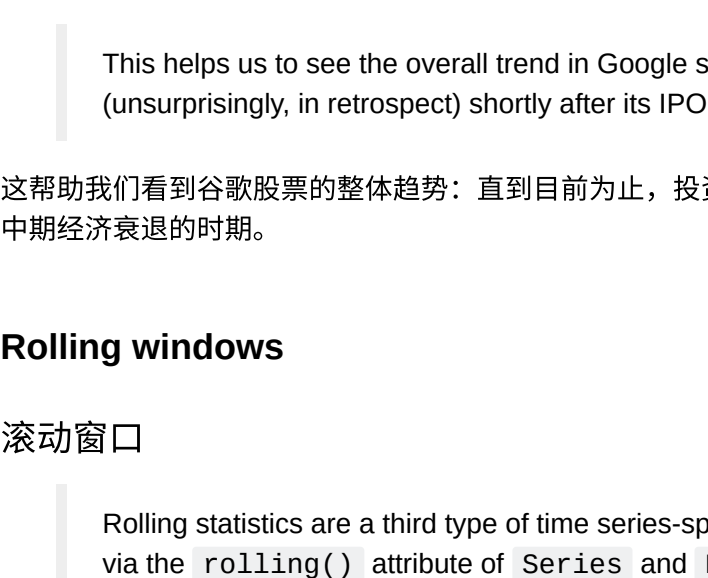 This helps us to see the overall trend in Google
(unsurprisingly, in retrospect) shortly after its IPO
这帮助我们看到谷歌股票的整体趋势：直到目前为止，投
中期经济衰退的时期。
Rolling windows
滚动窗口
Rolling statistics are a third type of time
via the rolling() attribute of Series and